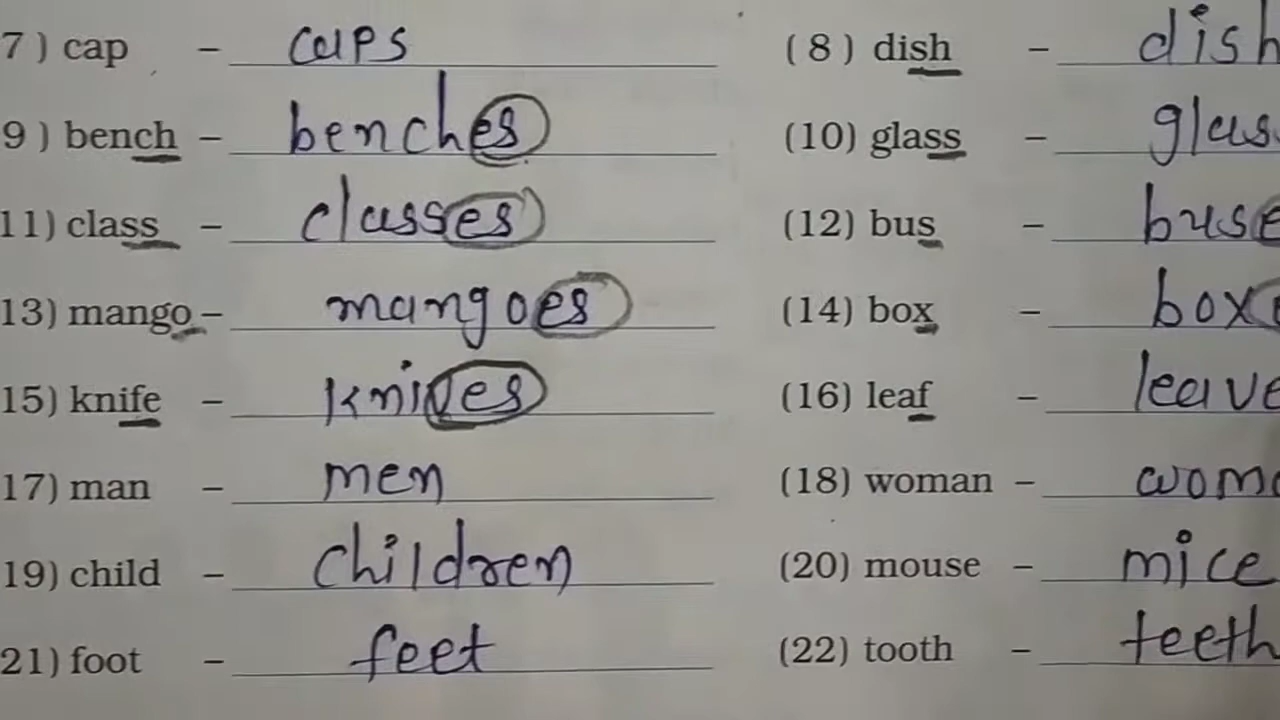 7 ) cap - caps ( 8 ) dish - dish
9 ) bench - benches (10) glass - glas
11) class - classes (12) bus - buse
13) mango - mangoes (14) box - box
15) knife - knives (16) leaf - leave
17) man - men (18) woman - wom
19) child - children (20) mouse - mice
21) foot - feet (22) tooth - teeth